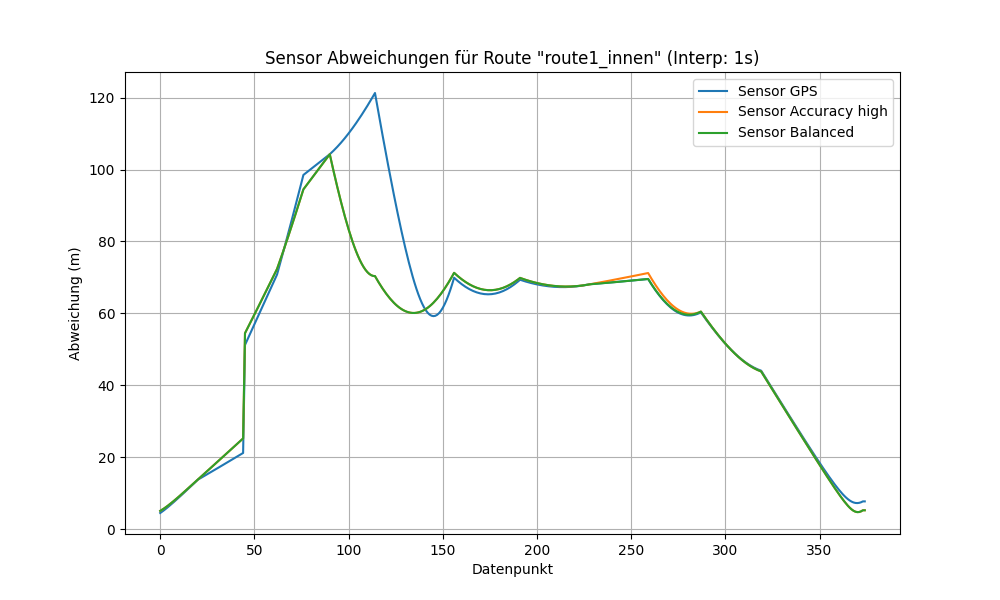 Sensor Abweichungen für Route "route1_innen" (Interp: 1s)
Sensor GPS
Sensor Accuracy high
Sensor Balanced
Abweichung (m)
120
100
80
60
40
20
0
0 50 100 150 200 250 300 350
Datenpunkt